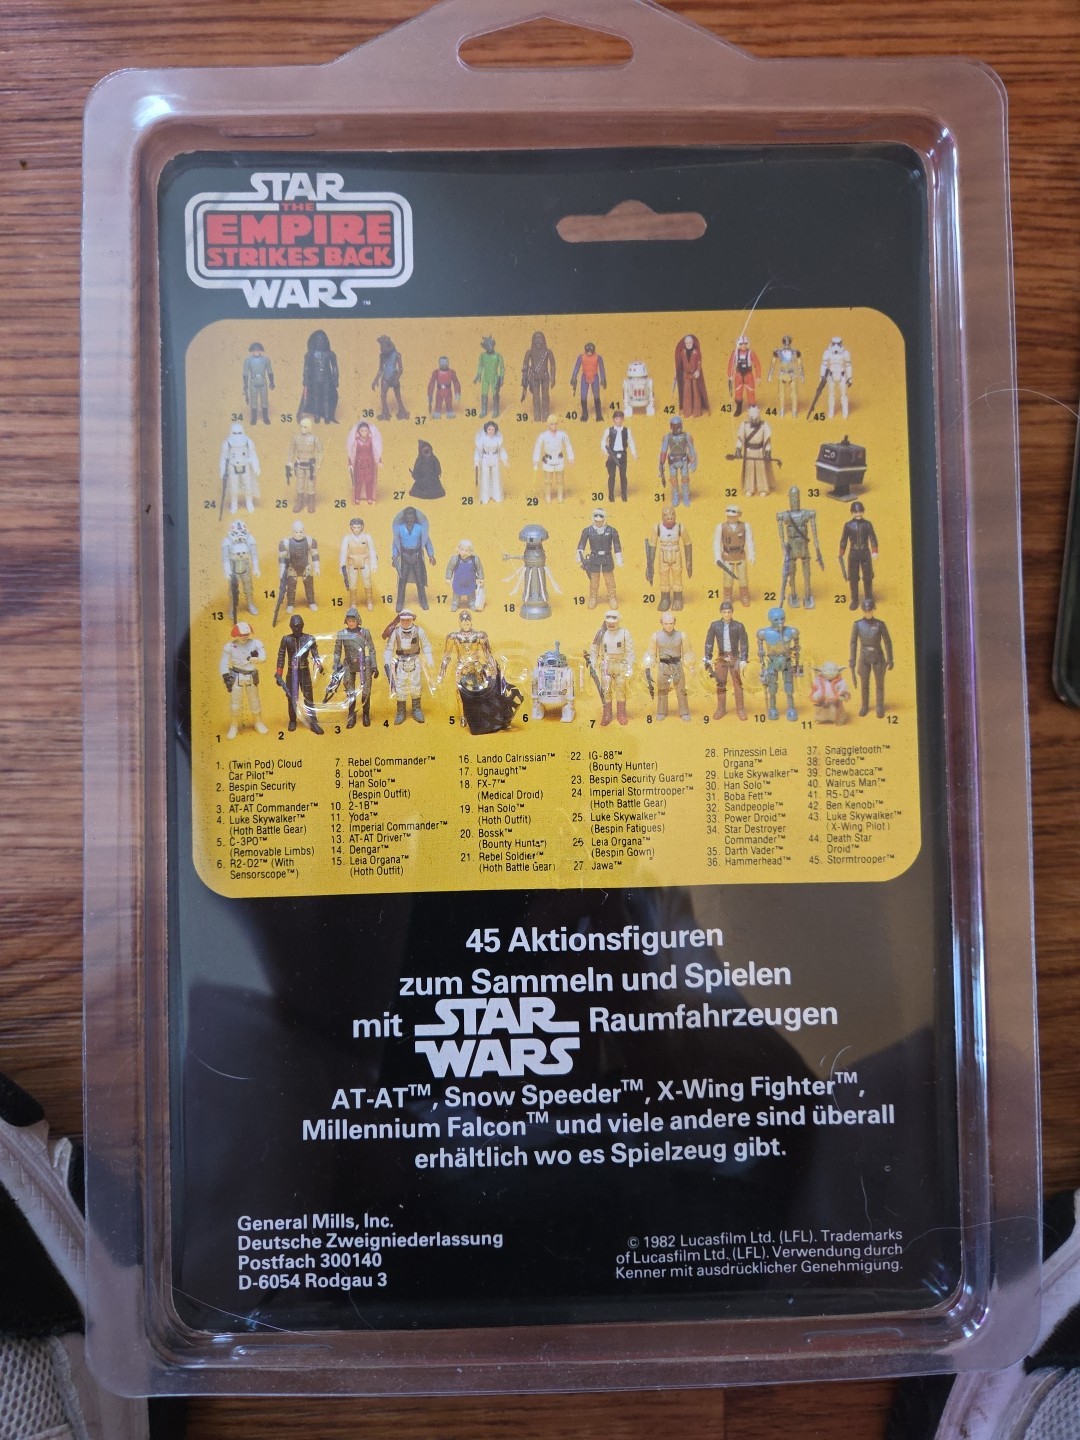 STAR
THE
EMPIRE
STRIKES BACK
WARS™
34 35 36 37 38 39 40 41 42 43 44 45
24 25 26 27 28 29 30 31 32 33
13 14 15 16 17 18 19 20 21 22 23
1 2 3 4 5 6 7 8 9 10 11 12
1. (Twin Pod) Cloud
Car Pilot™
2. Bespin Security
Guard™
3. AT-AT Commander™
4. Luke Skywalker™
(Hoth Battle Gear)
5. C-3PO™
(Removable Limbs)
6. R2-D2™ (With
Sensorscope™)
7. Rebel Commander™
8. Lobot™
9. Han Solo™
(Bespin Outfit)
10. 2-1B™
11. Yoda™
12. Imperial Commander™
13. AT-AT Driver™
14. Dengar™
15. Leia Organa™
(Hoth Outfit)
16. Lando Calrissian™
17. Ugnaught™
18. FX-7™
(Medical Droid)
19. Han Solo™
(Hoth Outfit)
20. Bossk™
(Bounty Hunter)
21. Rebel Soldier™
(Hoth Battle Gear)
22. IG-88™
(Bounty Hunter)
23. Bespin Security Guard™
24. Imperial Stormtrooper™
(Hoth Battle Gear)
25. Luke Skywalker™
(Bespin Fatigues)
26. Leia Organa™
(Bespin Gown)
27. Jawa™
28. Prinzessin Leia
Organa™
29. Luke Skywalker™
30. Han Solo™
31. Boba Fett™
32. Sandpeople™
33. Power Droid™
34. Star Destroyer
Commander™
35. Darth Vader™
36. Hammerhead™
37. Snaggletooth™
38. Greedo™
39. Chewbacca™
40. Walrus Man™
41. R5-D4™
42. Ben Kenobi™
43. Luke Skywalker™
(X-Wing Pilot)
44. Death Star
Droid™
45. Stormtrooper™
45 Aktionsfiguren
zum Sammeln und Spielen
mit STAR WARS Raumfahrzeugen
AT-AT™, Snow Speeder™, X-Wing Fighter™,
Millennium Falcon™ und viele andere sind überall
erhältlich wo es Spielzeug gibt.
General Mills, Inc.
Deutsche Zweigniederlassung
Postfach 300140
D-6054 Rodgau 3
© 1982 Lucasfilm Ltd. (LFL). Trademarks
of Lucasfilm Ltd. (LFL). Verwendung durch
Kenner mit ausdrücklicher Genehmigung.